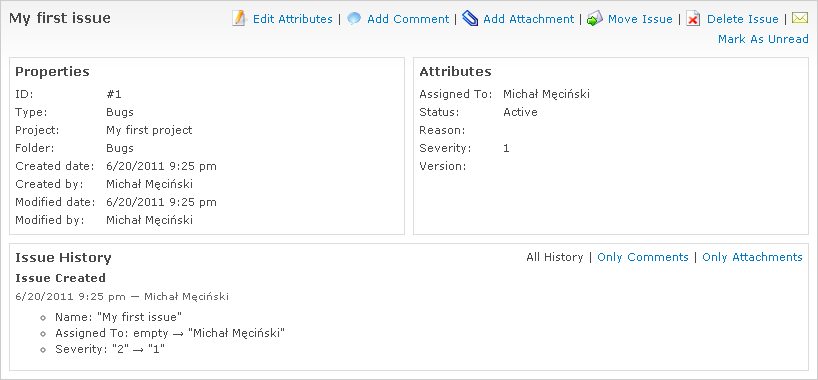 My first issue
Edit Attributes | Add Comment | Add Attachment | Move Issue | Delete Issue |
Mark As Unread
Properties
ID: #1
Type: Bugs
Project: My first project
Folder: Bugs
Created date: 6/20/2011 9:25 pm
Created by: Michał Męciński
Modified date: 6/20/2011 9:25 pm
Modified by: Michał Męciński
Attributes
Assigned To: Michał Męciński
Status: Active
Reason:
Severity: 1
Version:
Issue History
All History | Only Comments | Only Attachments
Issue Created
6/20/2011 9:25 pm — Michał Męciński
Name: "My first issue"
Assigned To: empty → "Michał Męciński"
Severity: "2" → "1"